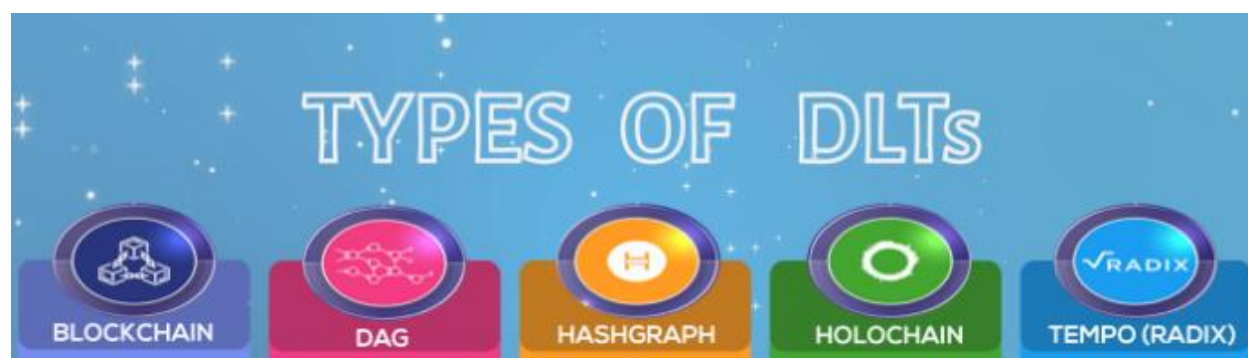 TYPES OF DLTs
√RADIX
BLOCKCHAIN
DAG
HASHGRAPH
HOLOCHAIN
TEMPO (RADIX)